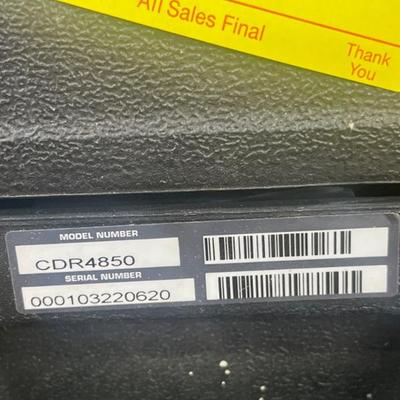 All Sales Final
Thank
You
MODEL NUMBER
CDR4850
SERIAL NUMBER
000103220620